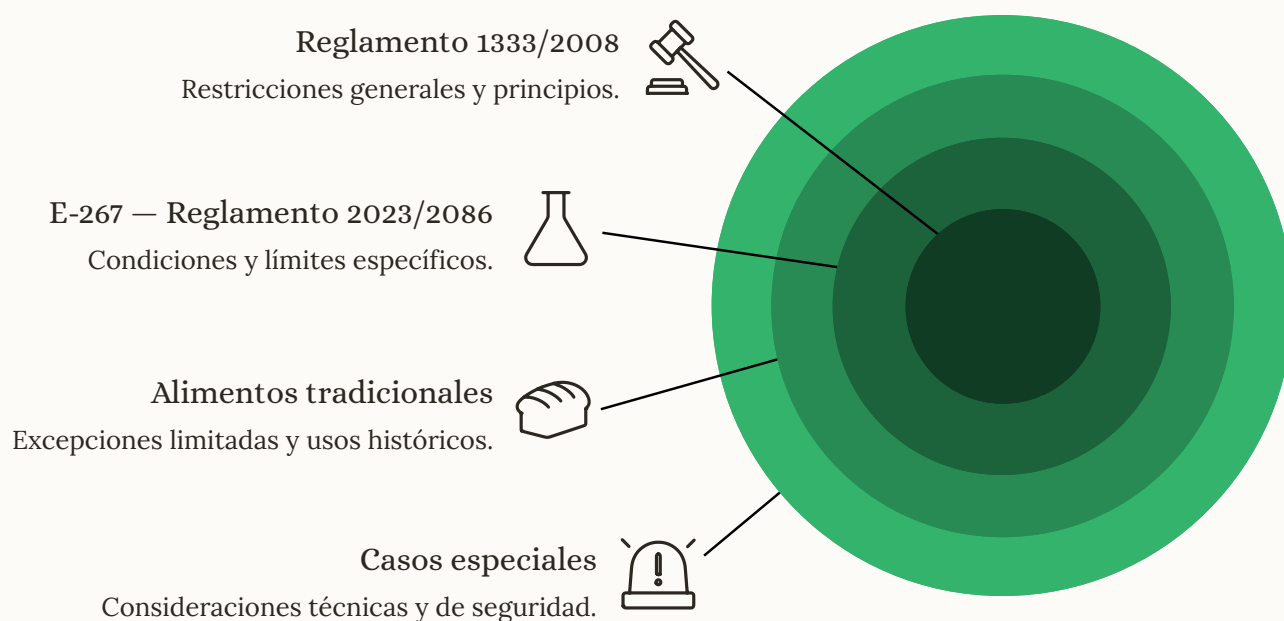 Reglamento 1333/2008
Restricciones generales y principios.
E-267 — Reglamento 2023/2086
Condiciones y límites específicos.
Alimentos tradicionales
Excepciones limitadas y usos históricos.
Casos especiales
Consideraciones técnicas y de seguridad.